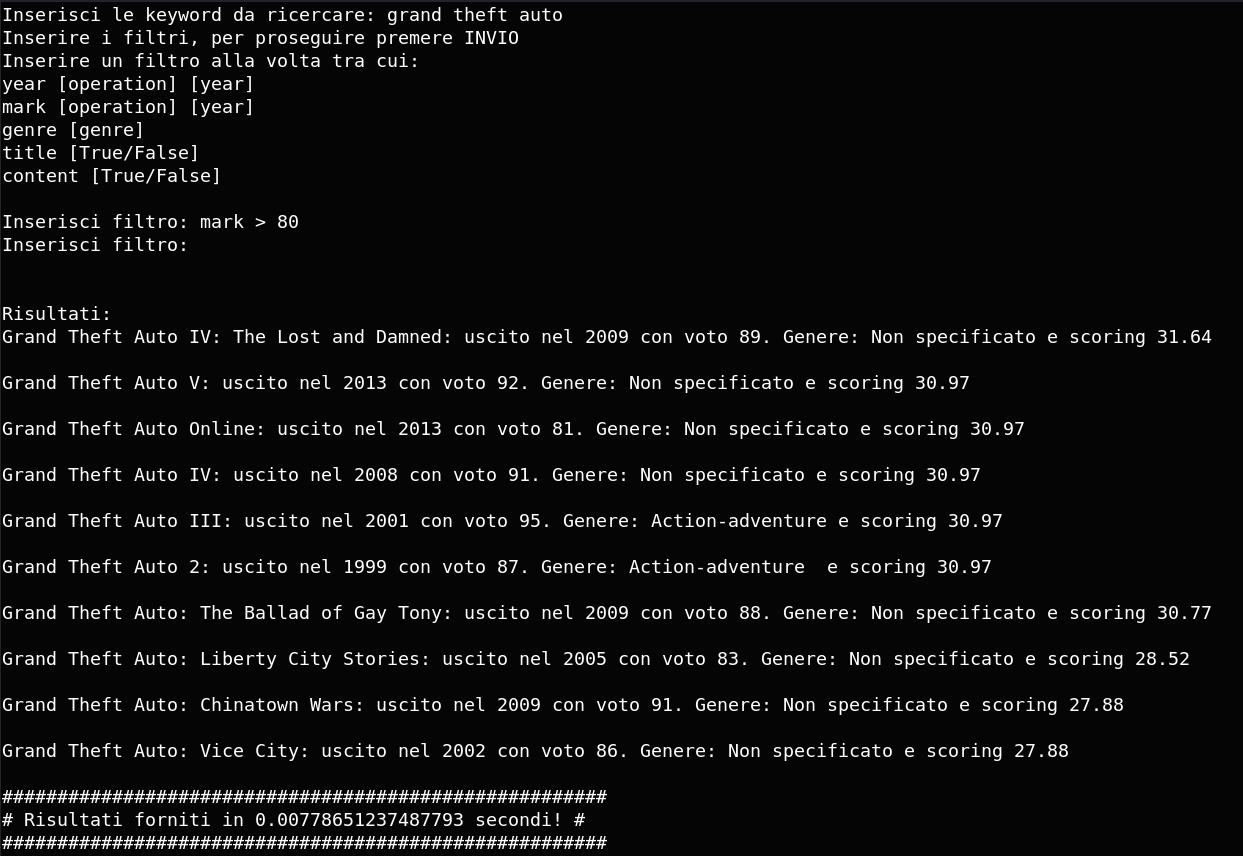 Inserisci le keyword da ricercare: grand theft auto
Inserire i filtri, per proseguire premere INVIO
Inserire un filtro alla volta tra cui:
year [operation] [year]
mark [operation] [year]
genre [genre]
title [True/False]
content [True/False]

Inserisci filtro: mark > 80
Inserisci filtro:

Risultati:
Grand Theft Auto IV: The Lost and Damned: uscito nel 2009 con voto 89. Genere: Non specificato e scoring 31.64

Grand Theft Auto V: uscito nel 2013 con voto 92. Genere: Non specificato e scoring 30.97

Grand Theft Auto Online: uscito nel 2013 con voto 81. Genere: Non specificato e scoring 30.97

Grand Theft Auto IV: uscito nel 2008 con voto 91. Genere: Non specificato e scoring 30.97

Grand Theft Auto III: uscito nel 2001 con voto 95. Genere: Action-adventure e scoring 30.97

Grand Theft Auto 2: uscito nel 1999 con voto 87. Genere: Action-adventure  e scoring 30.97

Grand Theft Auto: The Ballad of Gay Tony: uscito nel 2009 con voto 88. Genere: Non specificato e scoring 30.77

Grand Theft Auto: Liberty City Stories: uscito nel 2005 con voto 83. Genere: Non specificato e scoring 28.52

Grand Theft Auto: Chinatown Wars: uscito nel 2009 con voto 91. Genere: Non specificato e scoring 27.88

Grand Theft Auto: Vice City: uscito nel 2002 con voto 86. Genere: Non specificato e scoring 27.88

#######################################################
# Risultati forniti in 0.00778651237487793 secondi! #
#######################################################